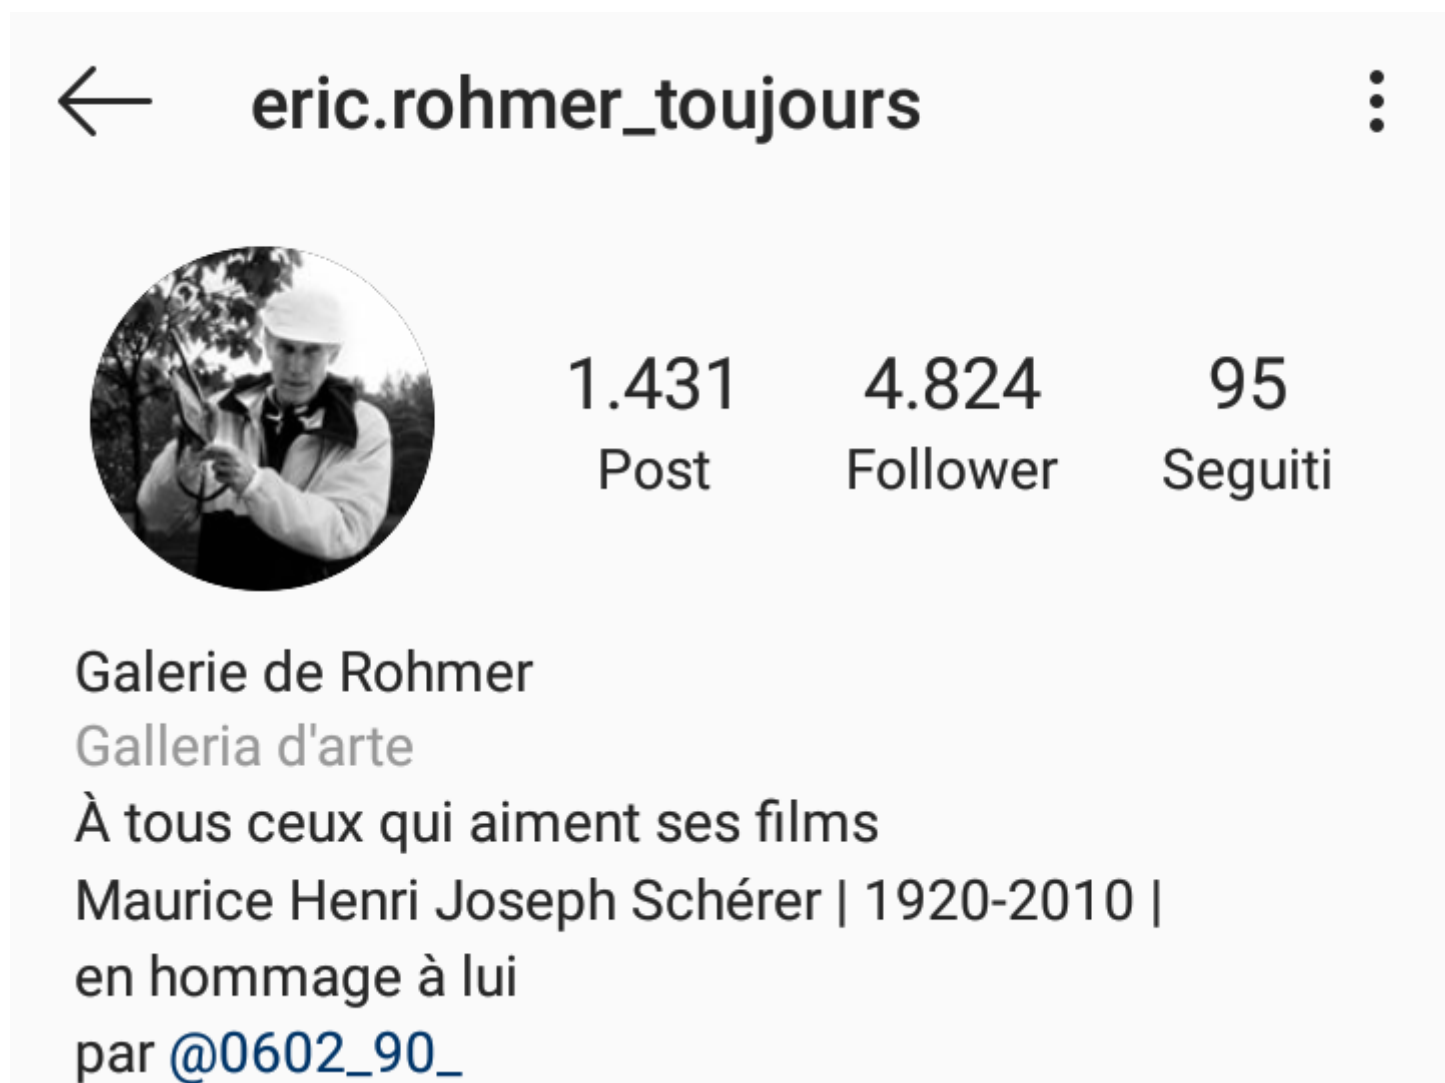 eric.rohmer_toujours
1.431 4.824 95
Post Follower Seguiti
Galerie de Rohmer
Galleria d'arte
À tous ceux qui aiment ses films
Maurice Henri Joseph Schérer | 1920-2010 |
en hommage à lui
par @0602_90_